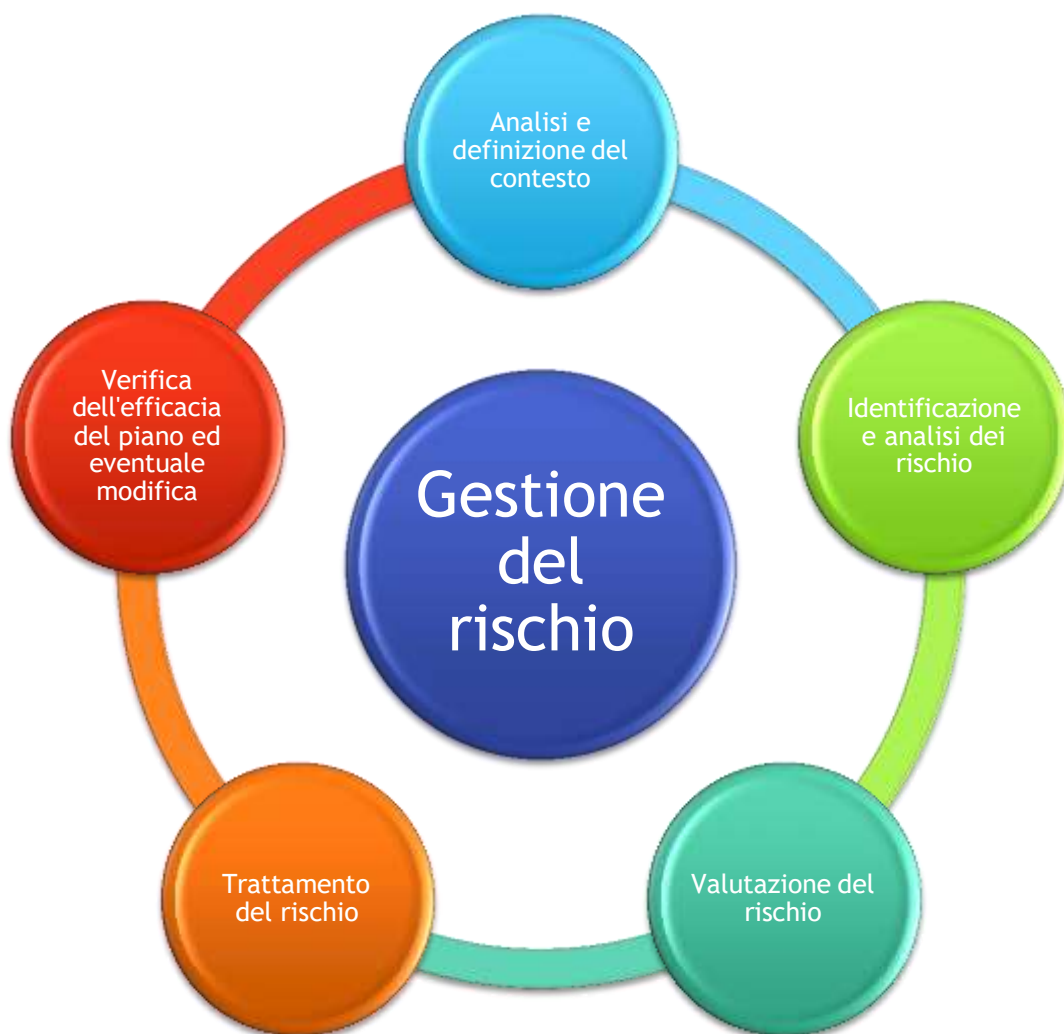 Analisi e
definizione del
contesto
Identificazione
e analisi dei
rischio
Valutazione del
rischio
Trattamento
del rischio
Verifica
dell'efficacia
del piano ed
eventuale
modifica
Gestione
del
rischio